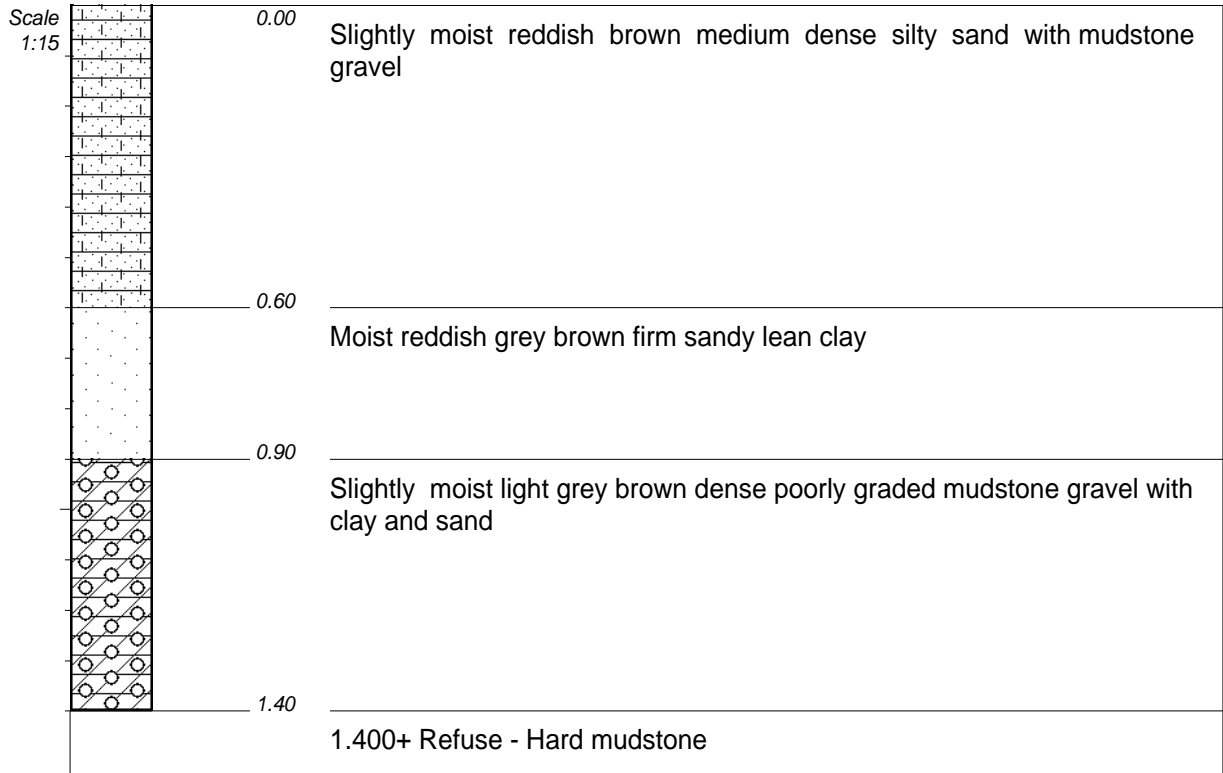 Scale
1:15
0.00
Slightly moist reddish brown medium dense silty sand with mudstone
gravel
0.60
Moist reddish grey brown firm sandy lean clay
0.90
Slightly moist light grey brown dense poorly graded mudstone gravel with
clay and sand
1.40
1.400+ Refuse - Hard mudstone